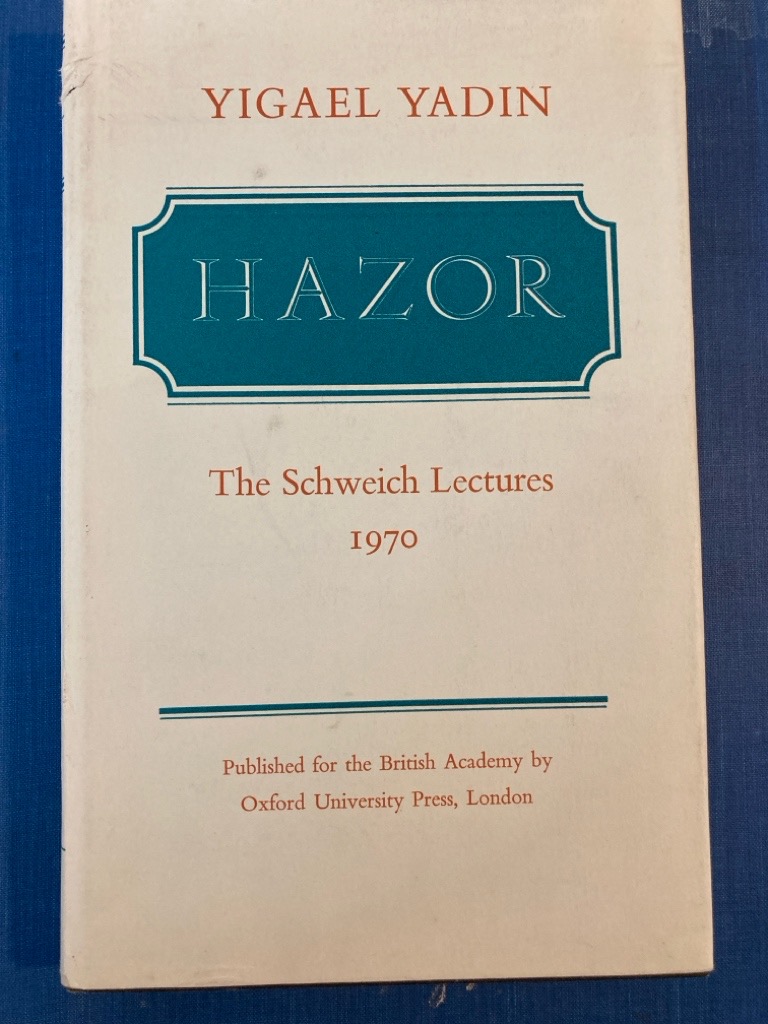 YIGAEL YADIN
HAZOR
The Schweich Lectures
1970
Published for the British Academy by
Oxford University Press, London